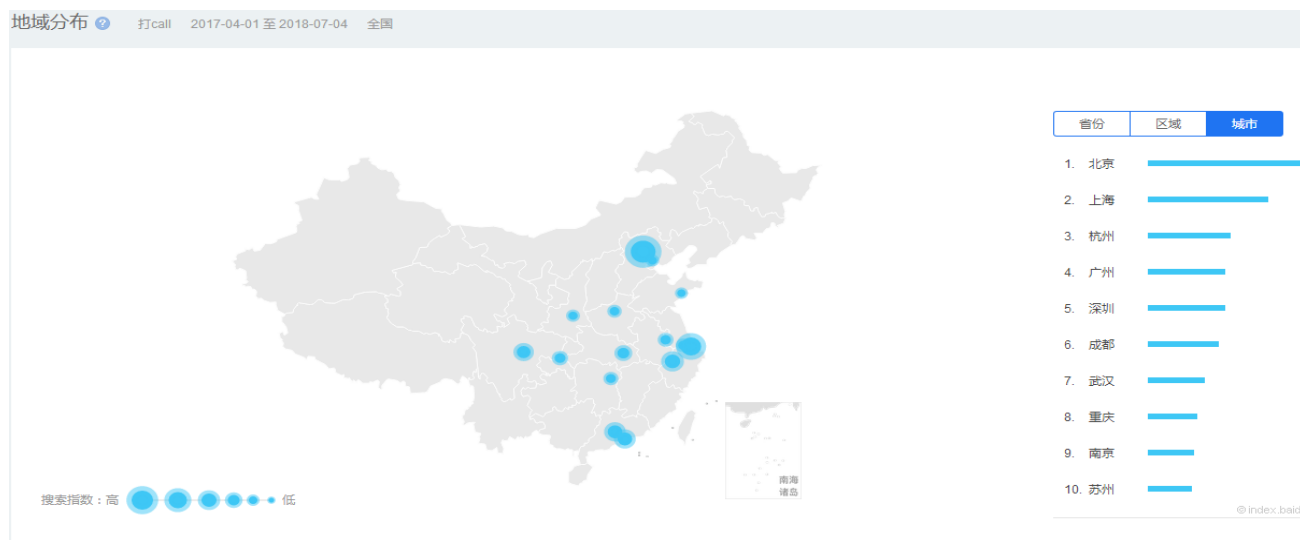 地域分布 ? 打call 2017-04-01 至 2018-07-04 全国
省份 区域 城市
1. 北京
2. 上海
3. 杭州
4. 广州
5. 深圳
6. 成都
7. 武汉
8. 重庆
9. 南京
10. 苏州
南海
诸岛
搜索指数：高 低
©index.baid